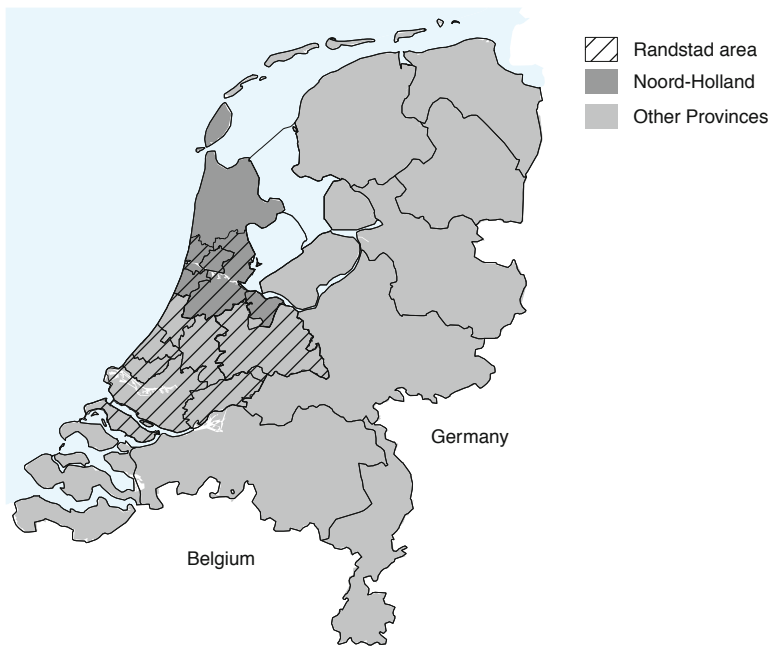 Randstad area
Noord-Holland
Other Provinces
Germany
Belgium